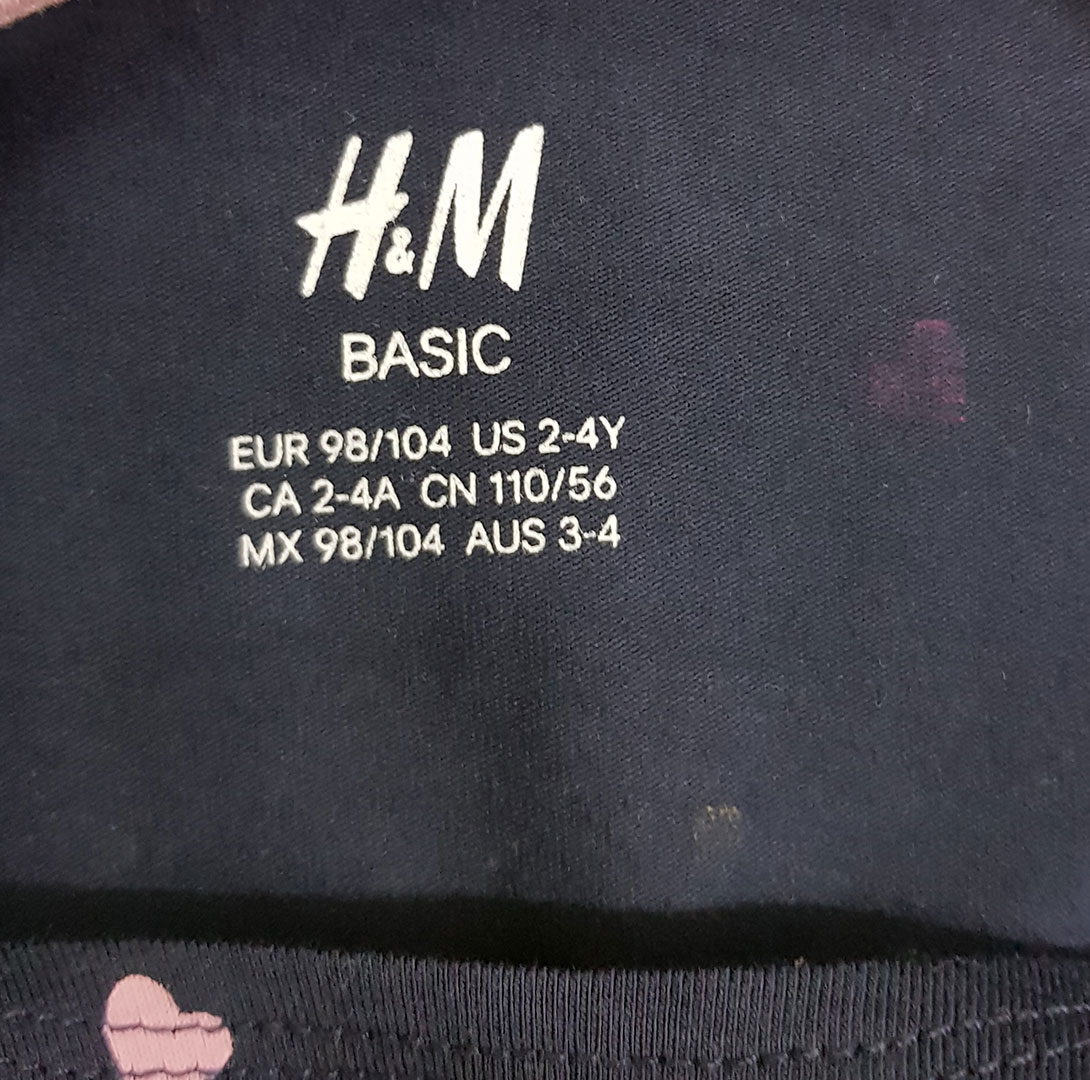 H&M
BASIC
EUR 98/104 US 2-4Y
CA 2-4A CN 110/56
MX 98/104 AUS 3-4